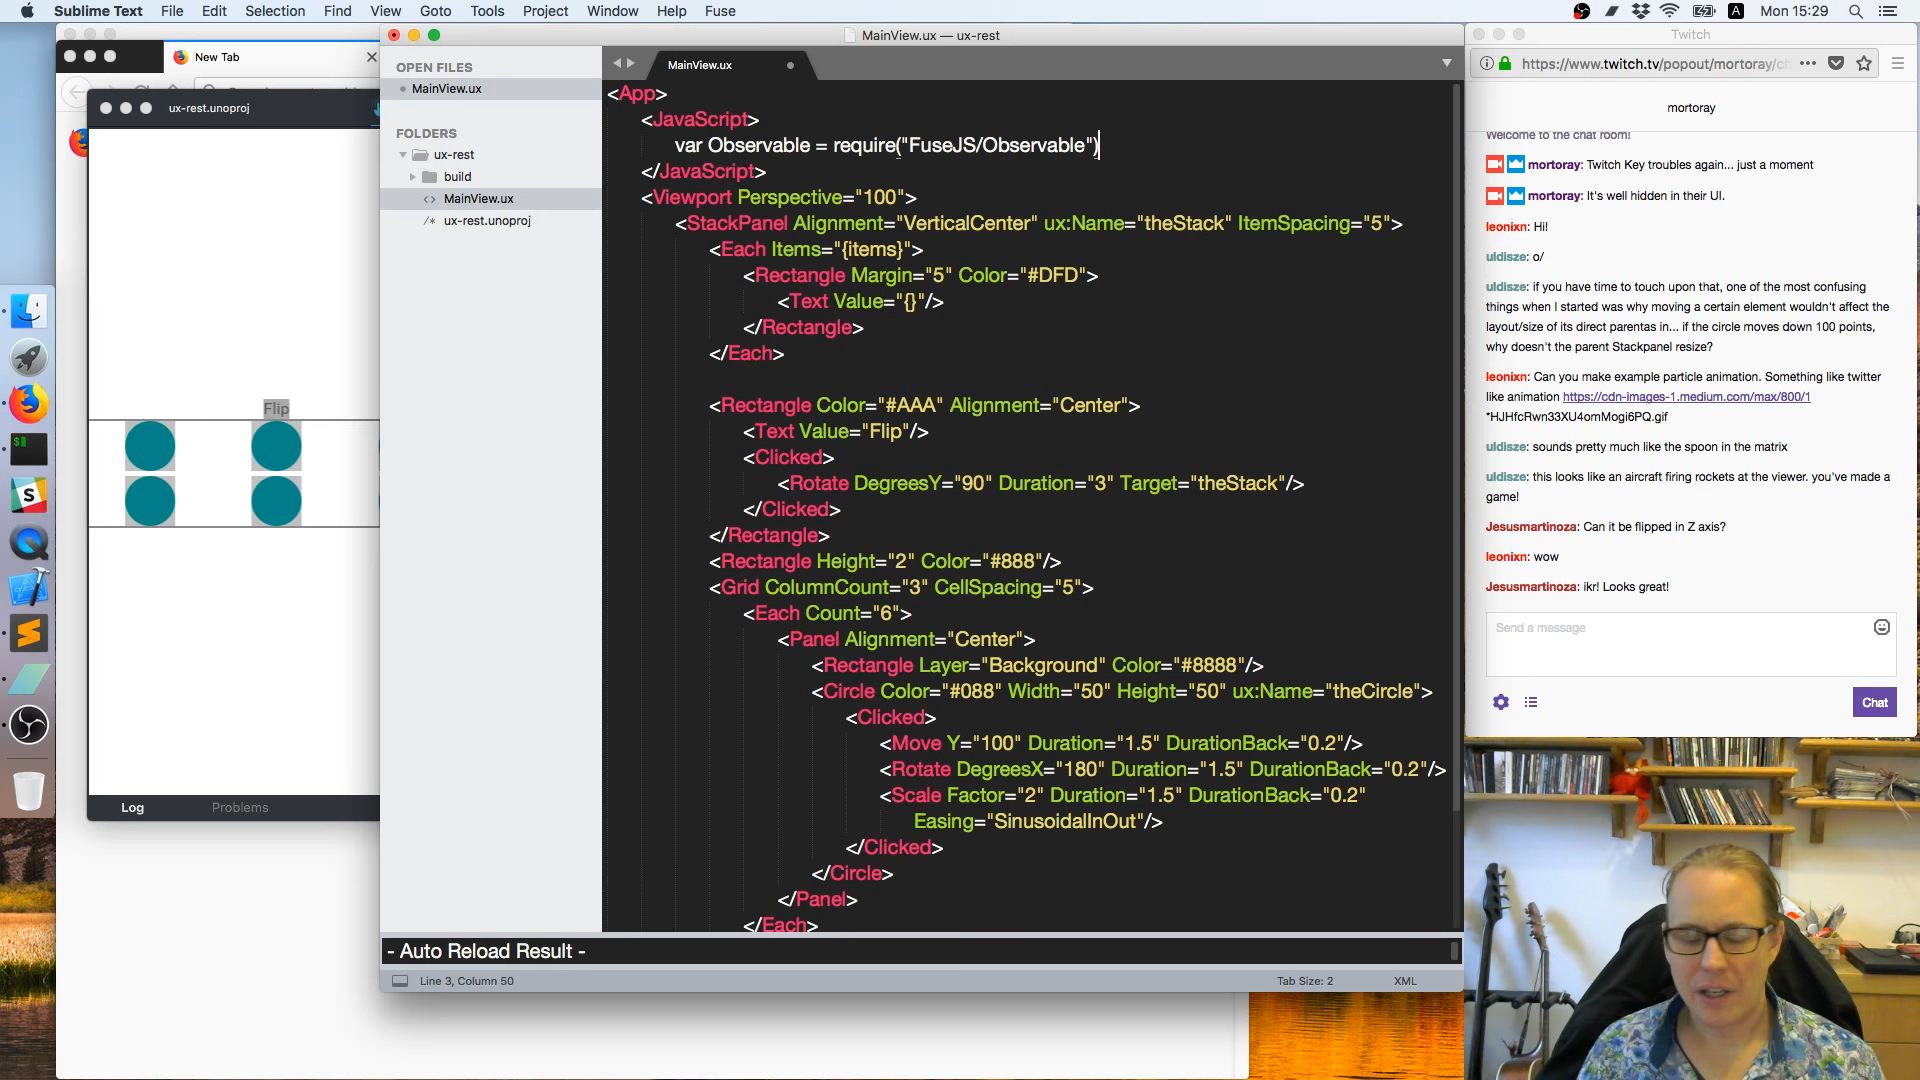 Sublime Text File Edit Selection Find View Goto Tools Project Window Help Fuse
A Mon 15:29
New Tab
ux-rest.unoproj
Flip
Log Problems
MainView.ux — ux-rest
OPEN FILES
MainView.ux
FOLDERS
ux-rest
build
MainView.ux
ux-rest.unoproj
MainView.ux
<App>
<JavaScript>
var Observable = require("FuseJS/Observable")
</JavaScript>
<Viewport Perspective="100">
<StackPanel Alignment="VerticalCenter" ux:Name="theStack" ItemSpacing="5">
<Each Items="{items}">
<Rectangle Margin="5" Color="#DFD">
<Text Value="{}"/>
</Rectangle>
</Each>
<Rectangle Color="#AAA" Alignment="Center">
<Text Value="Flip"/>
<Clicked>
<Rotate DegreesY="90" Duration="3" Target="theStack"/>
</Clicked>
</Rectangle>
<Rectangle Height="2" Color="#888"/>
<Grid ColumnCount="3" CellSpacing="5">
<Each Count="6">
<Panel Alignment="Center">
<Rectangle Layer="Background" Color="#8888"/>
<Circle Color="#088" Width="50" Height="50" ux:Name="theCircle">
<Clicked>
<Move Y="100" Duration="1.5" DurationBack="0.2"/>
<Rotate DegreesX="180" Duration="1.5" DurationBack="0.2"/>
<Scale Factor="2" Duration="1.5" DurationBack="0.2"
Easing="SinusoidalInOut"/>
</Clicked>
</Circle>
</Panel>
</Each>
- Auto Reload Result -
Line 3, Column 50 Tab Size: 2 XML
Twitch
https://www.twitch.tv/popout/mortoray/
mortoray
Welcome to the chat room!
mortoray: Twitch Key troubles again... just a moment
mortoray: It's well hidden in their UI.
leonixn: Hi!
uldisze: o/
uldisze: if you have time to touch upon that, one of the most confusing
things when I started was why moving a certain element wouldn't affect the
layout/size of its direct parentas in... if the circle moves down 100 points,
why doesn't the parent Stackpanel resize?
leonixn: Can you make example particle animation. Something like twitter
like animation https://cdn-images-1.medium.com/max/800/1
*HJHfcRwn33XU4omMogi6PQ.gif
uldisze: sounds pretty much like the spoon in the matrix
uldisze: this looks like an aircraft firing rockets at the viewer. you've made a
game!
Jesusmartinoza: Can it be flipped in Z axis?
leonixn: wow
Jesusmartinoza: ikr! Looks great!
Send a message
Chat